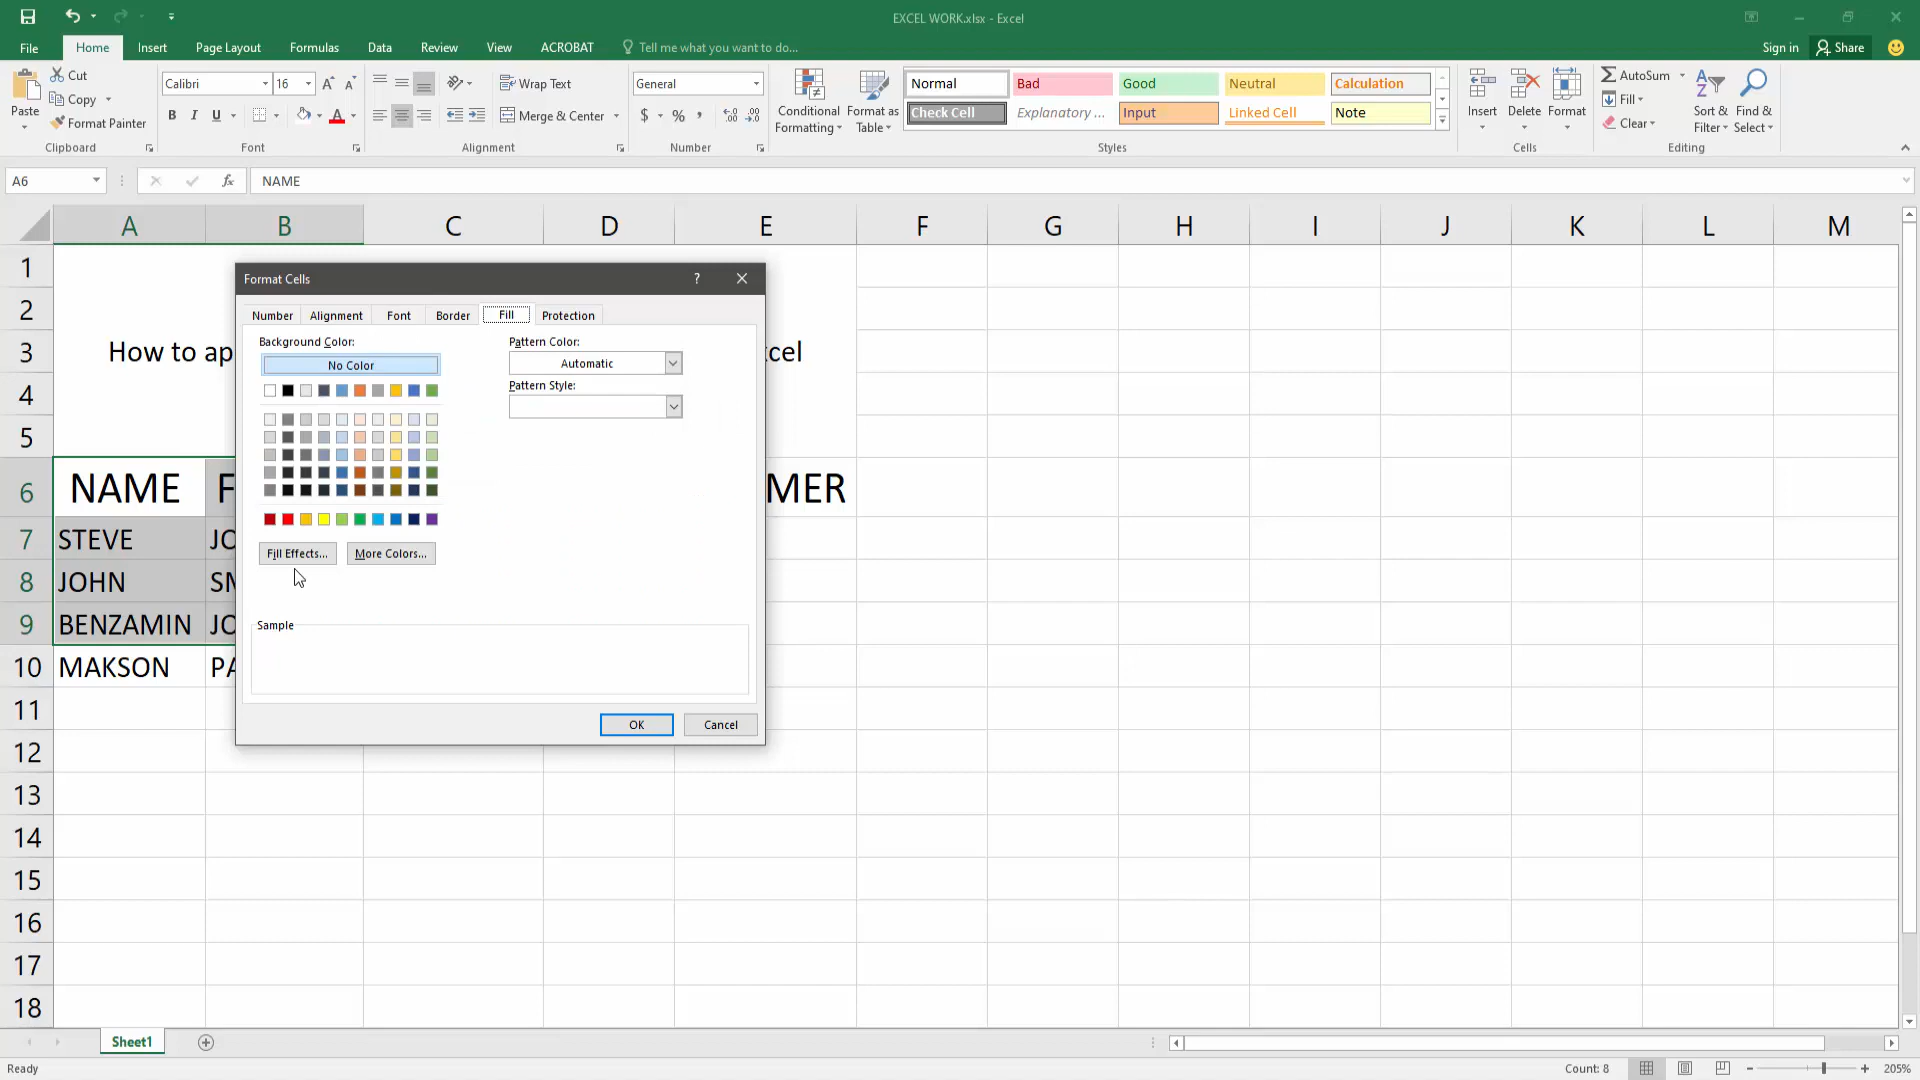 EXCEL WORK.xlsx - Excel
File Home Insert Page Layout Formulas Data Review View ACROBAT Tell me what you want to do... Sign in Share
Cut
Copy
Format Painter
Paste
Clipboard
Calibri 16
B I U
Font
Wrap Text
Merge & Center
Alignment
General
$ % ,
Number
Conditional Formatting
Format as Table
Normal Bad Good Neutral Calculation
Check Cell Explanatory ... Input Linked Cell Note
Styles
Insert Delete Format
Cells
AutoSum
Fill
Clear
Sort & Filter
Find & Select
Editing
A6 fx NAME
A B C D E F G H I J K L M
1
2
3 How to ap
cel
4
5
6 NAME F MER
7 STEVE JO
8 JOHN SM
9 BENZAMIN JO
10 MAKSON PA
11
12
13
14
15
16
17
18
Format Cells ?
Number Alignment Font Border Fill Protection
Background Color:
No Color
Pattern Color:
Automatic
Pattern Style:
Fill Effects... More Colors...
Sample
OK Cancel
Sheet1
Ready Count: 8 205%